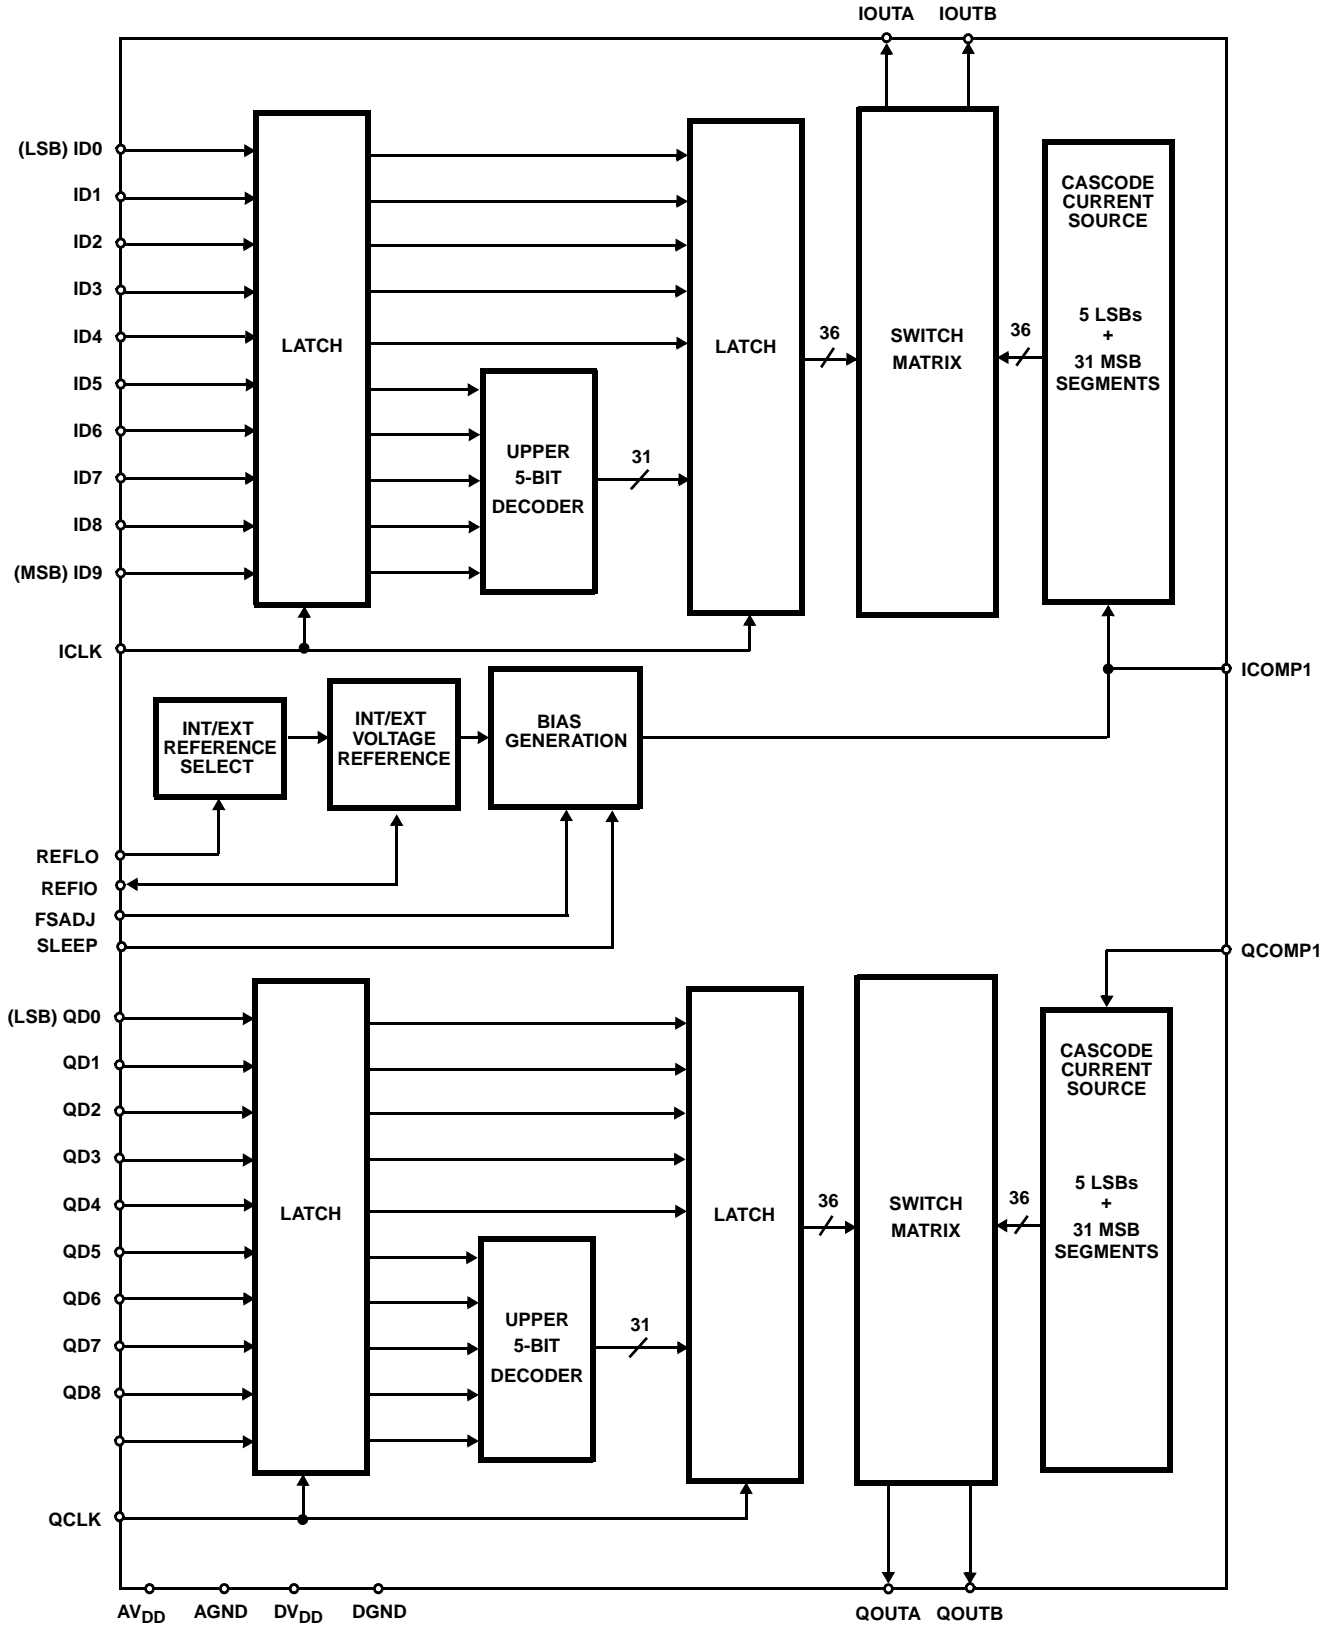 IOUTA IOUTB
(LSB) ID0
ID1
ID2
ID3
ID4
ID5
ID6
ID7
ID8
(MSB) ID9
ICLK
LATCH
UPPER
5-BIT
DECODER
31
LATCH
36
SWITCH
MATRIX
36
CASCODE
CURRENT
SOURCE
5 LSBs
+
31 MSB
SEGMENTS
ICOMP1
INT/EXT
REFERENCE
SELECT
INT/EXT
VOLTAGE
REFERENCE
BIAS
GENERATION
REFLO
REFIO
FSADJ
SLEEP
QCOMP1
(LSB) QD0
QD1
QD2
QD3
QD4
QD5
QD6
QD7
QD8
QCLK
LATCH
UPPER
5-BIT
DECODER
31
LATCH
36
SWITCH
MATRIX
36
CASCODE
CURRENT
SOURCE
5 LSBs
+
31 MSB
SEGMENTS
AVDD AGND DVDD DGND QOUTA QOUTB